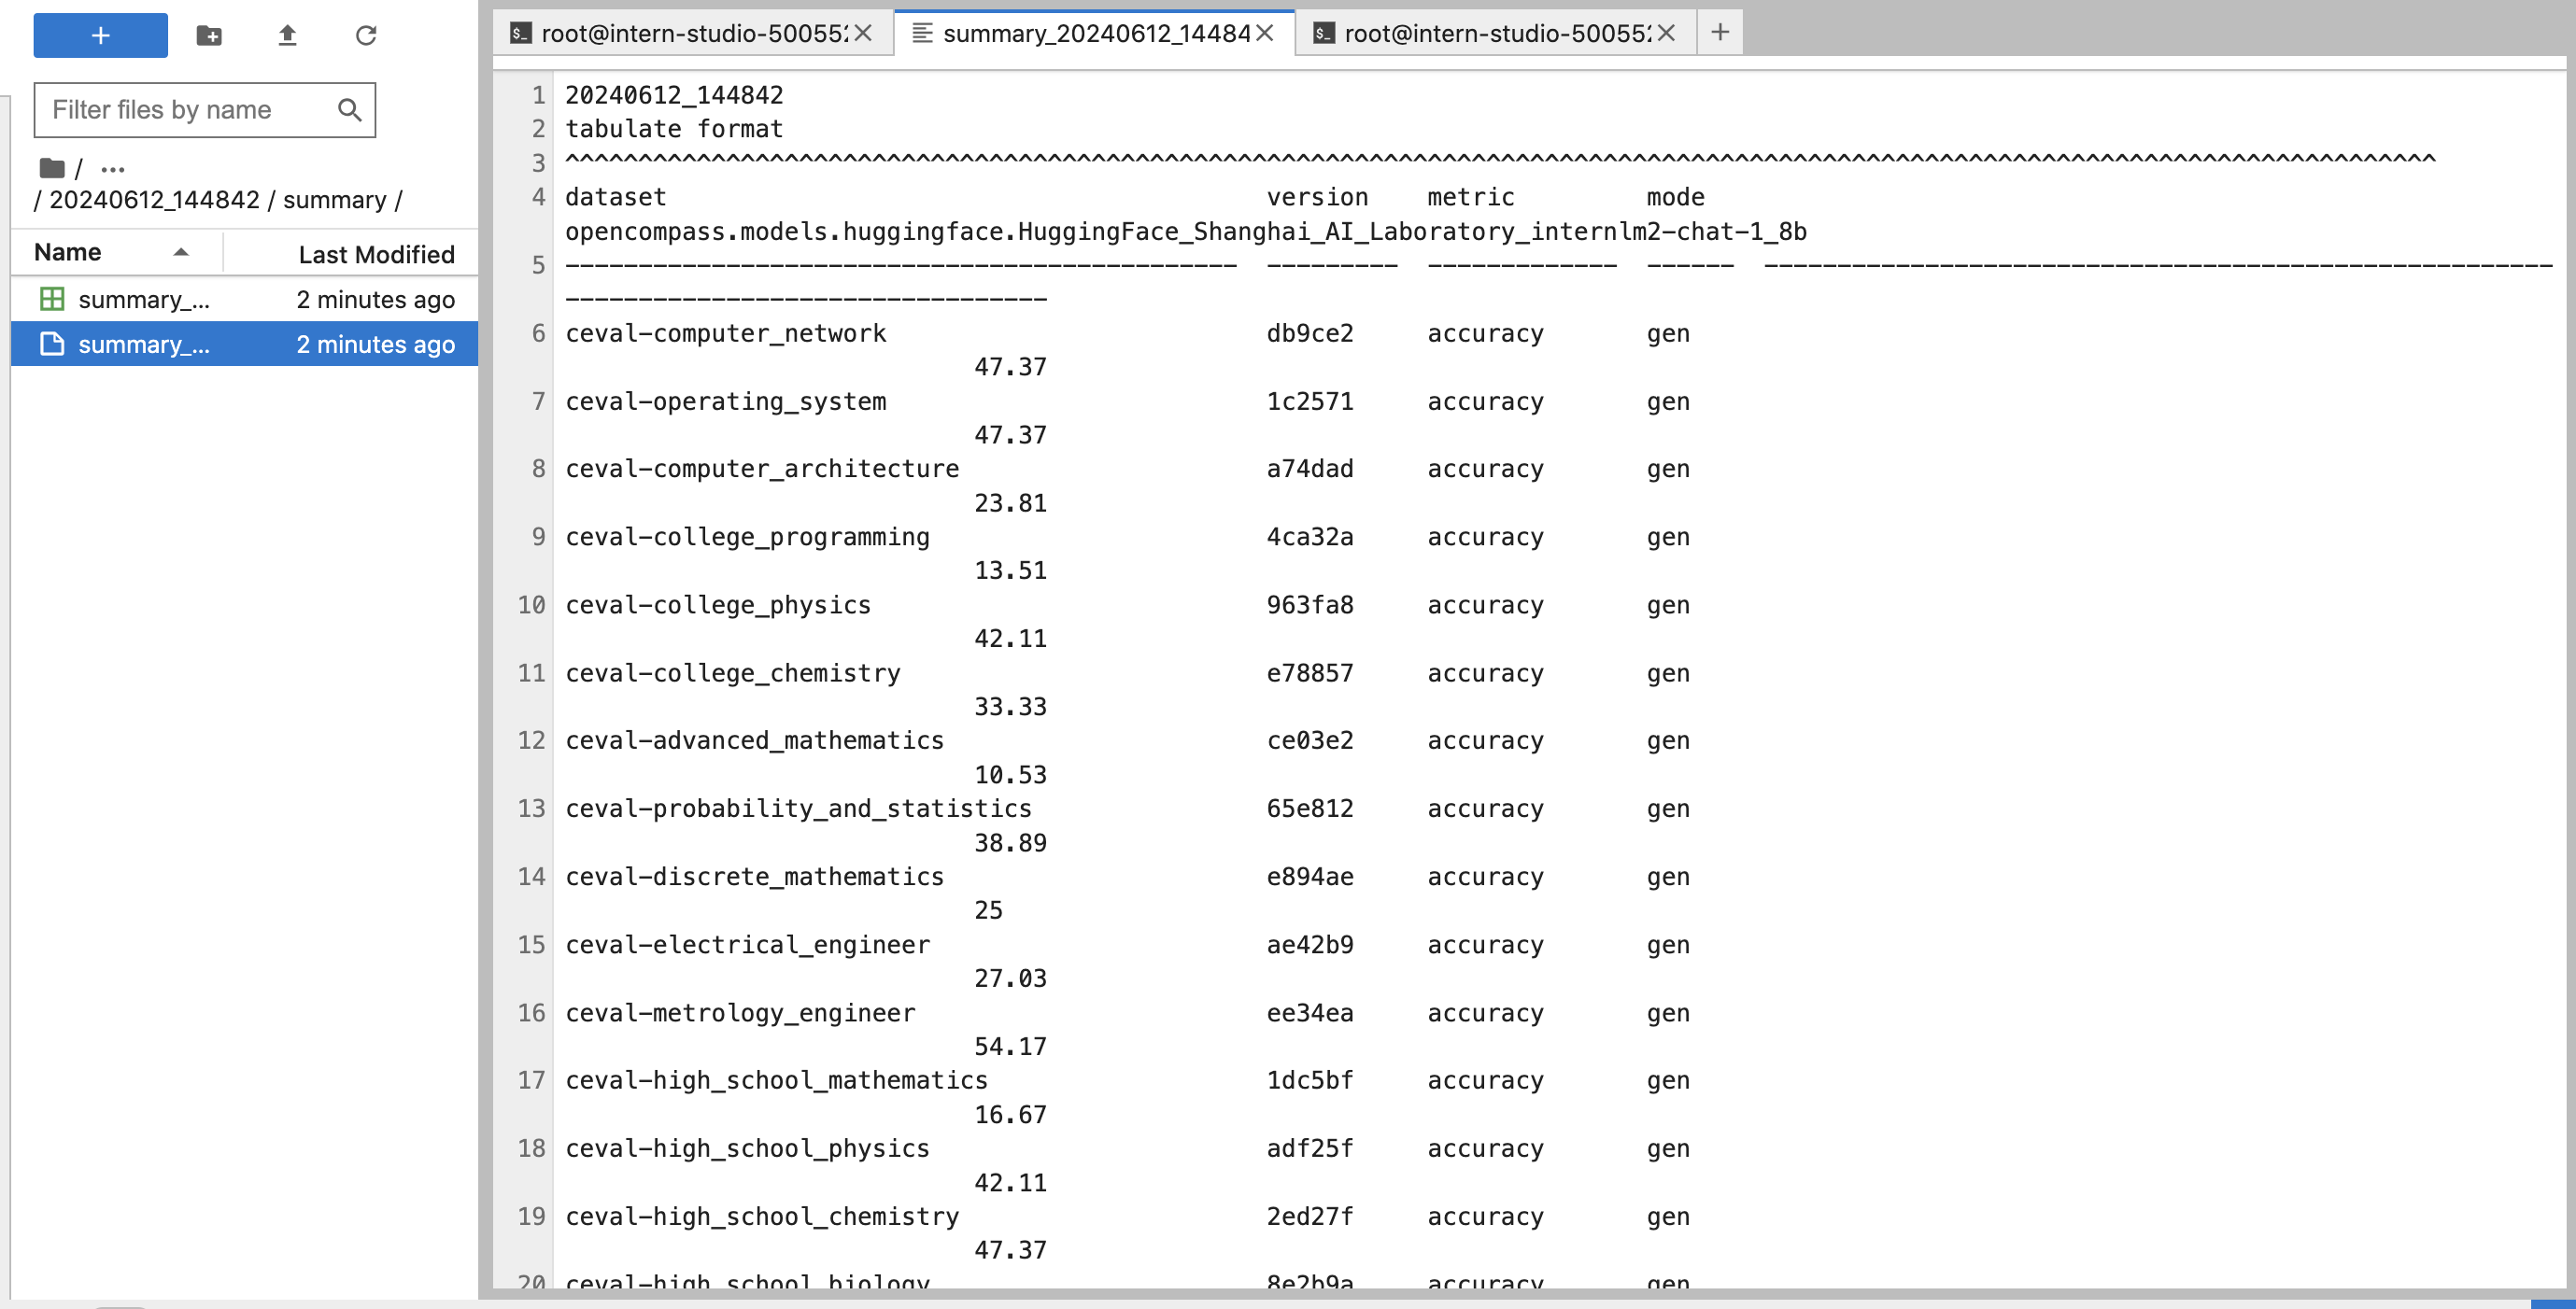 +
Filter files by name
/ ...
/ 20240612_144842 / summary /
Name Last Modified
summary_... 2 minutes ago
summary_... 2 minutes ago
root@intern-studio-50055 summary_20240612_14484 root@intern-studio-50055 +
1 20240612_144842
2 tabulate format
3 ^^^^^^^^^^^^^^^^^^^^^^^^^^^^^^^^^^^^^^^^^^^^^^^^^^^^^^^^^^^^^^^^^^^^^^^^^^^^^^^^^^^^^^^^^^^^^^^^^^^^^^^^^^^^^^^^^^^^^^^^^^^^^^^^
4 dataset version metric mode
opencompass.models.huggingface.HuggingFace_Shanghai_AI_Laboratory_internlm2-chat-1_8b
5 ---------------------------------------------- --------- ------------- ------ ------------------------------------------------------
---------------------------------
6 ceval-computer_network db9ce2 accuracy gen
47.37
7 ceval-operating_system 1c2571 accuracy gen
47.37
8 ceval-computer_architecture a74dad accuracy gen
23.81
9 ceval-college_programming 4ca32a accuracy gen
13.51
10 ceval-college_physics 963fa8 accuracy gen
42.11
11 ceval-college_chemistry e78857 accuracy gen
33.33
12 ceval-advanced_mathematics ce03e2 accuracy gen
10.53
13 ceval-probability_and_statistics 65e812 accuracy gen
38.89
14 ceval-discrete_mathematics e894ae accuracy gen
25
15 ceval-electrical_engineer ae42b9 accuracy gen
27.03
16 ceval-metrology_engineer ee34ea accuracy gen
54.17
17 ceval-high_school_mathematics 1dc5bf accuracy gen
16.67
18 ceval-high_school_physics adf25f accuracy gen
42.11
19 ceval-high_school_chemistry 2ed27f accuracy gen
47.37
20 ceval-high_school_biology 8e2b9a accuracy gen